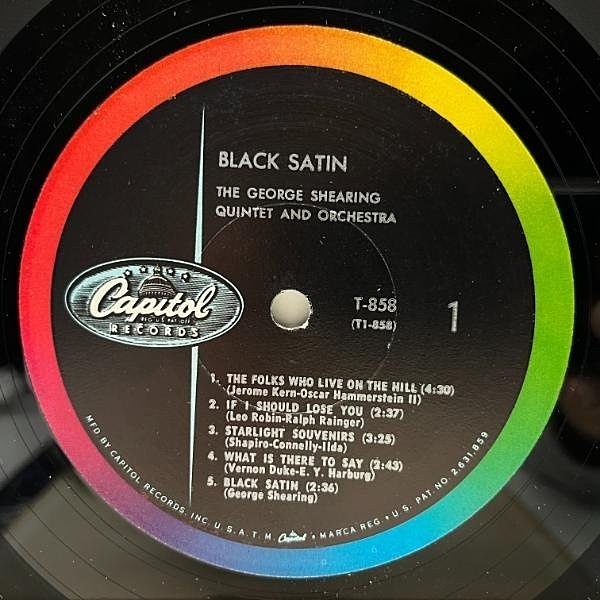 BLACK SATIN
THE GEORGE SHEARING
QUINTET AND ORCHESTRA
Capitol
RECORDS
T-858
(T1-858)
1
1. THE FOLKS WHO LIVE ON THE HILL (4:30)
(Jerome Kern-Oscar Hammerstein II)
2. IF I SHOULD LOSE YOU (2:37)
(Leo Robin-Ralph Rainger)
3. STARLIGHT SOUVENIRS (3:25)
(Shapiro-Connelly-Ilda)
4. WHAT IS THERE TO SAY (2:43)
(Vernon Duke-E. Y. Harburg)
5. BLACK SATIN (2:36)
(George Shearing)
MFD BY CAPITOL RECORDS, INC. U.S.A. T.M. Capitol • MARCA REG • U.S. PAT. NO. 2,631,859